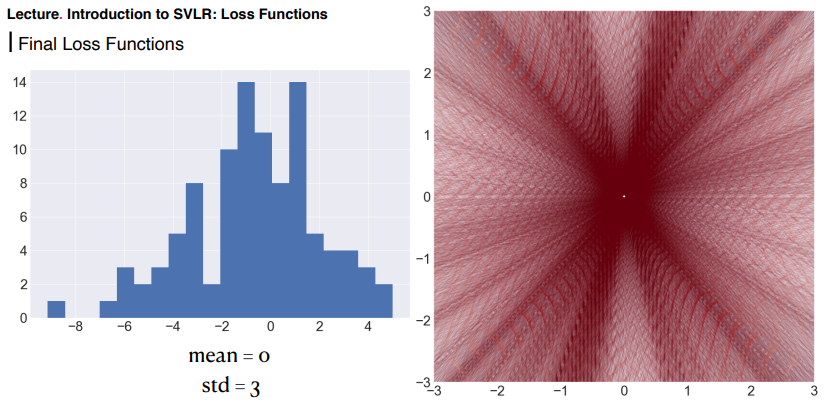 Lecture. Introduction to SVLR: Loss Functions
Final Loss Functions
14
12
10
8
6
4
2
0
−8 −6 −4 −2 0 2 4
mean = 0
std = 3
3
2
1
0
−1
−2
−3
−3 −2 −1 0 1 2 3